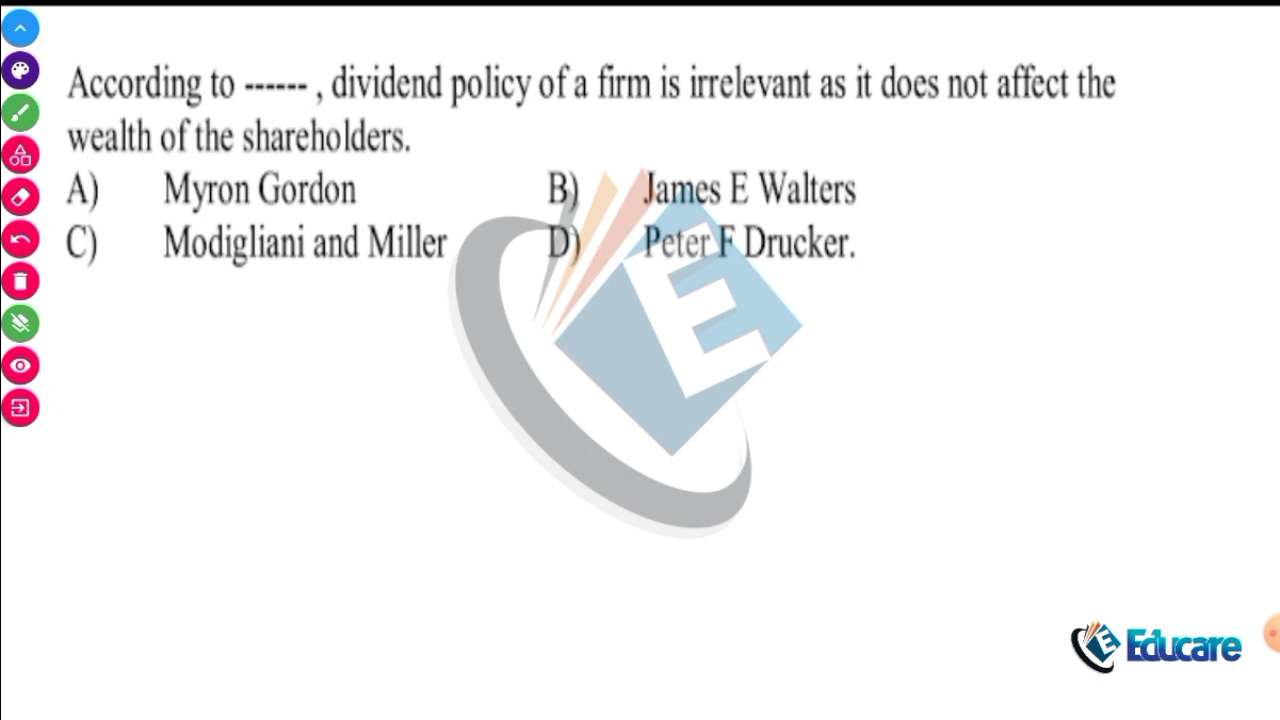 According to ------ , dividend policy of a firm is irrelevant as it does not affect the
wealth of the shareholders.
A) Myron Gordon B) James E Walters
C) Modigliani and Miller D) Peter F Drucker.
E
E Educare